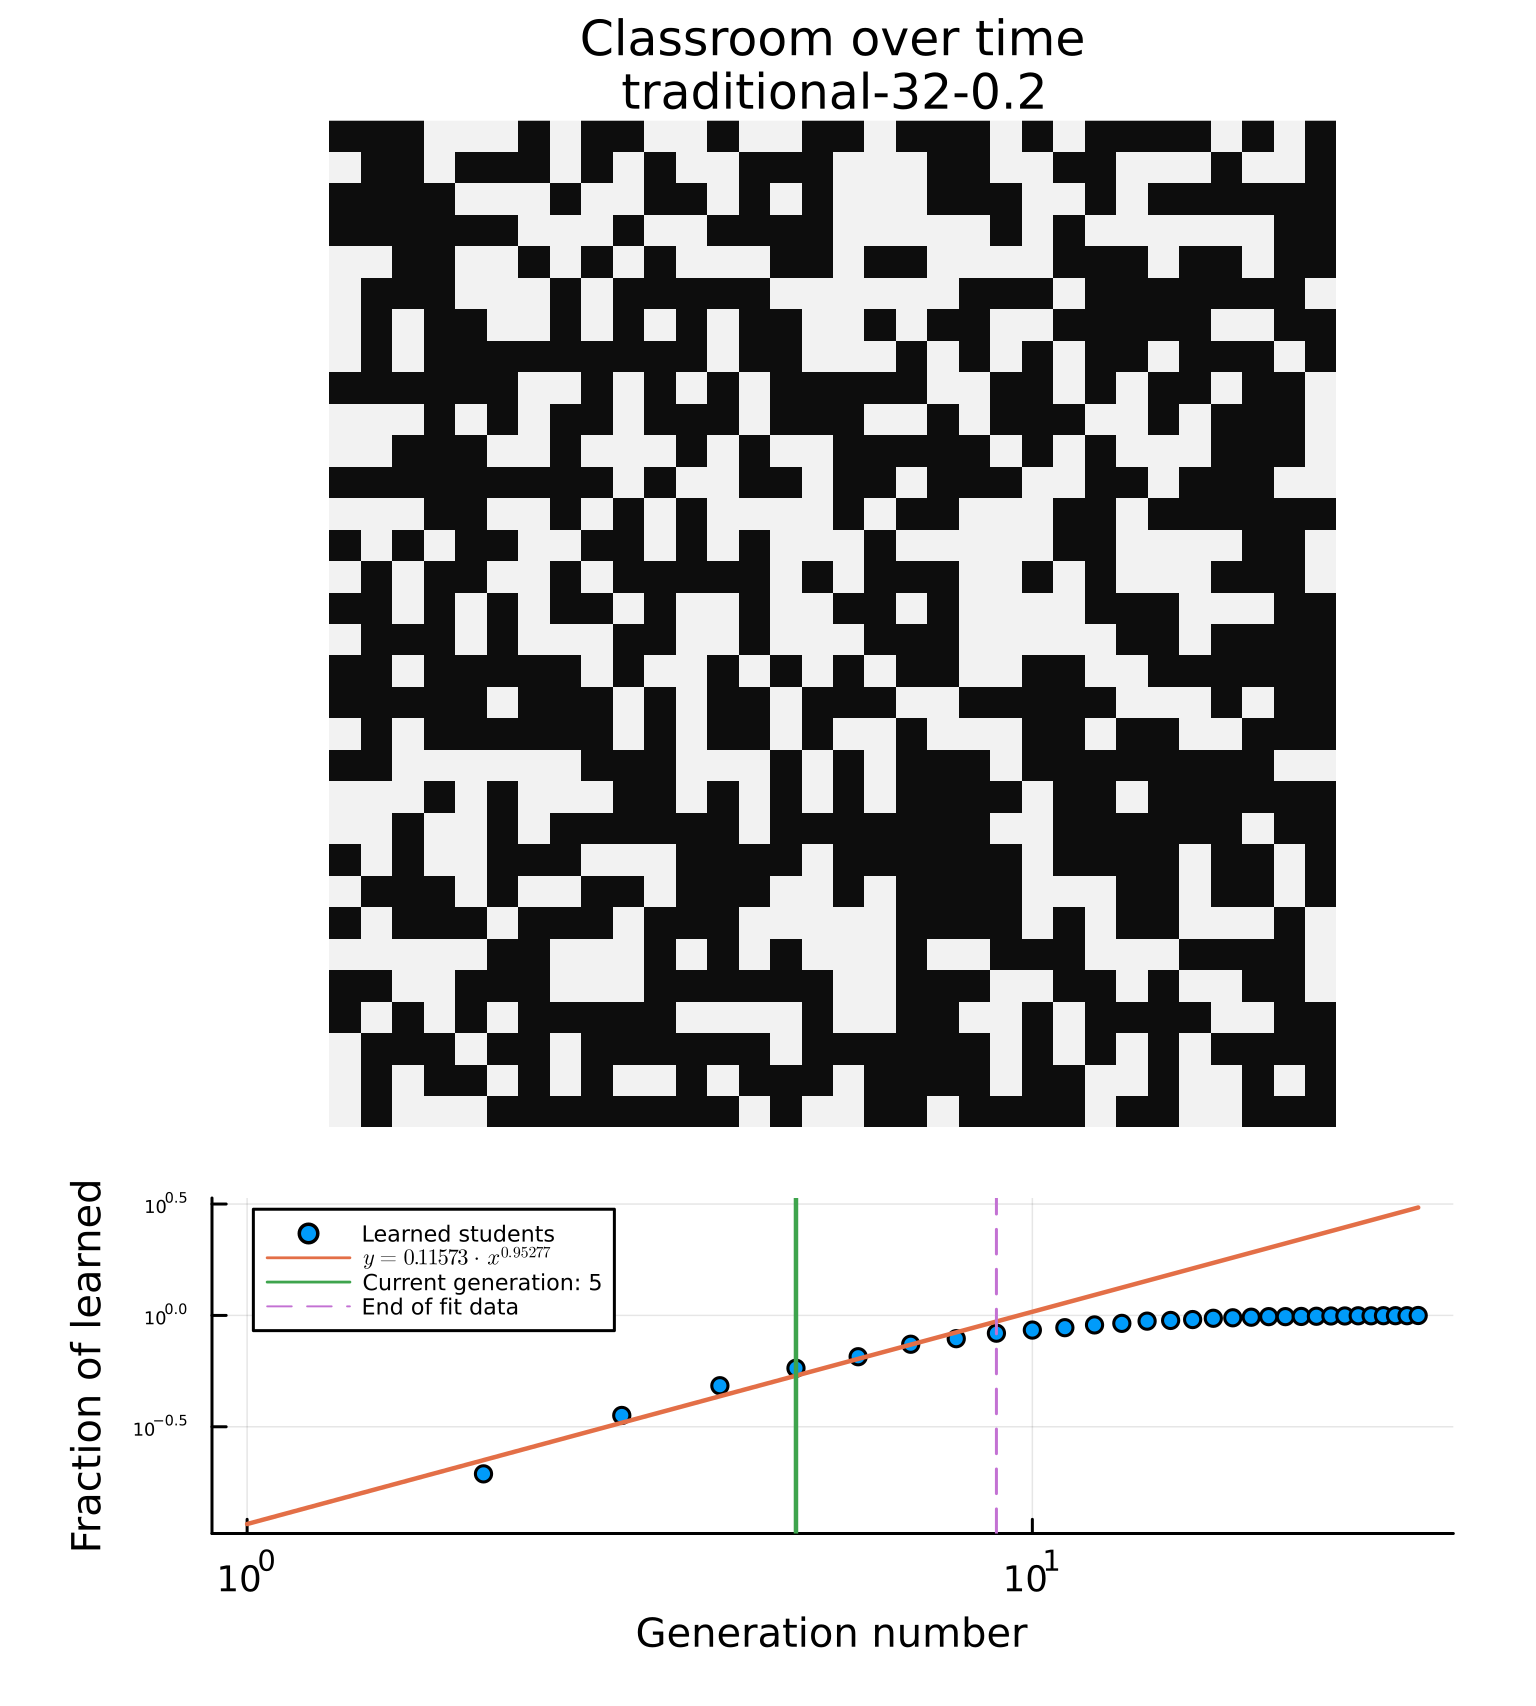 Classroom over time
traditional-32-0.2
Fraction of learned
10^0.5
10^0.0
10^−0.5
Learned students
y = 0.11573 · x^0.95277
Current generation: 5
End of fit data
10^0
10^1
Generation number